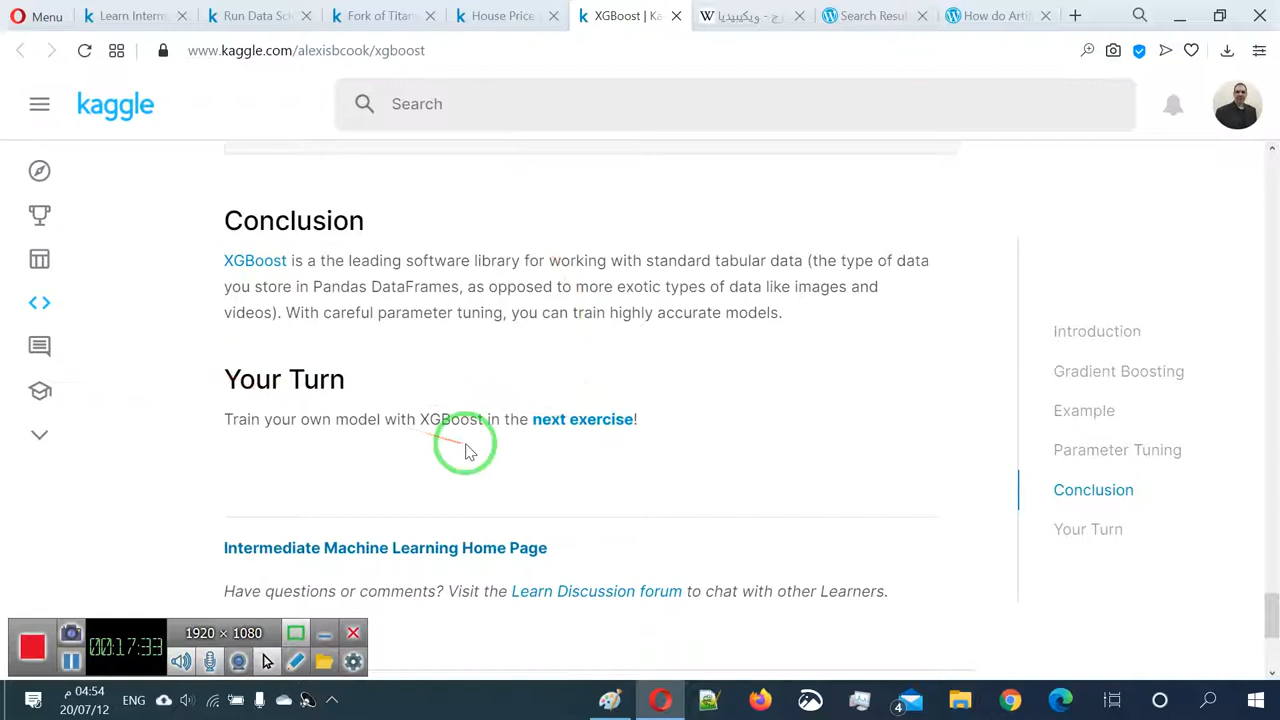 Menu
Learn Interm
Run Data Sci
Fork of Titan
House Price
XGBoost | Ka
رج - ويكيبيديا
Search Resul
How do Artif
www.kaggle.com/alexisbcook/xgboost
kaggle
Search
Conclusion
XGBoost is a the leading software library for working with standard tabular data (the type of data
you store in Pandas DataFrames, as opposed to more exotic types of data like images and
videos). With careful parameter tuning, you can train highly accurate models.
Your Turn
Train your own model with XGBoost in the next exercise!
Intermediate Machine Learning Home Page
Have questions or comments? Visit the Learn Discussion forum to chat with other Learners.
Introduction
Gradient Boosting
Example
Parameter Tuning
Conclusion
Your Turn
00:17:33
1920 × 1080
04:54 م
20/07/12
ENG
4